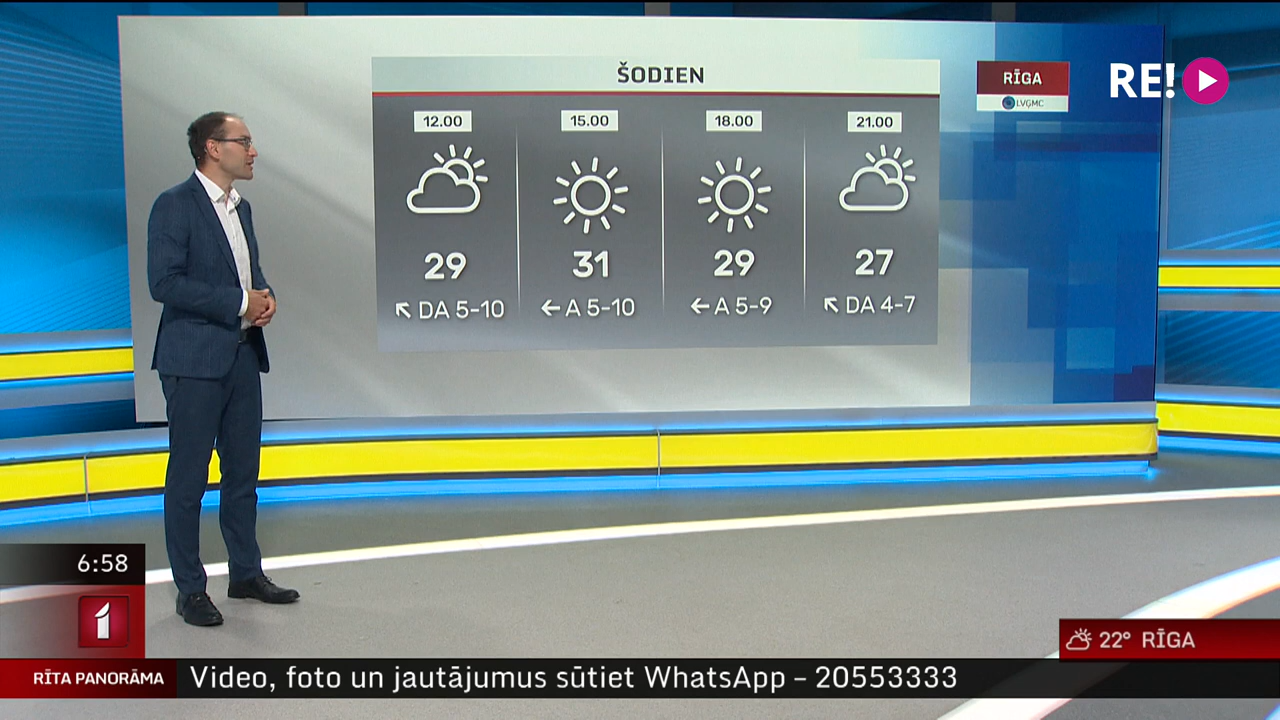 ŠODIEN
RĪGA
LVĢMC
RE!
12.00
15.00
18.00
21.00
29
31
29
27
DA 5-10
A 5-10
A 5-9
DA 4-7
6:58
1
22° RĪGA
RĪTA PANORĀMA
Video, foto un jautājumus sūtiet WhatsApp – 20553333